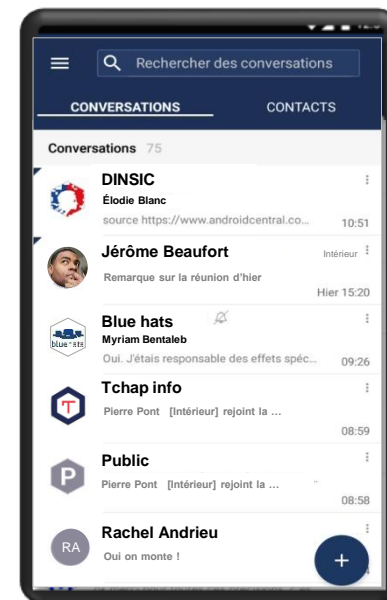 Rechercher des conversations
CONVERSATIONS CONTACTS
Conversations 75
DINSIC
Élodie Blanc
source https://www.androidcentral.co... 10:51
Jérôme Beaufort Intérieur
Remarque sur la réunion d'hier
Hier 15:20
Blue hats
Myriam Bentaleb
blue hats
Oui. J'étais responsable des effets spéc... 09:26
T
Tchap info
Pierre Pont [Intérieur] rejoint la ...
08:59
P
Public
Pierre Pont [Intérieur] rejoint la ...
08:58
RA
Rachel Andrieu
Oui on monte !
+